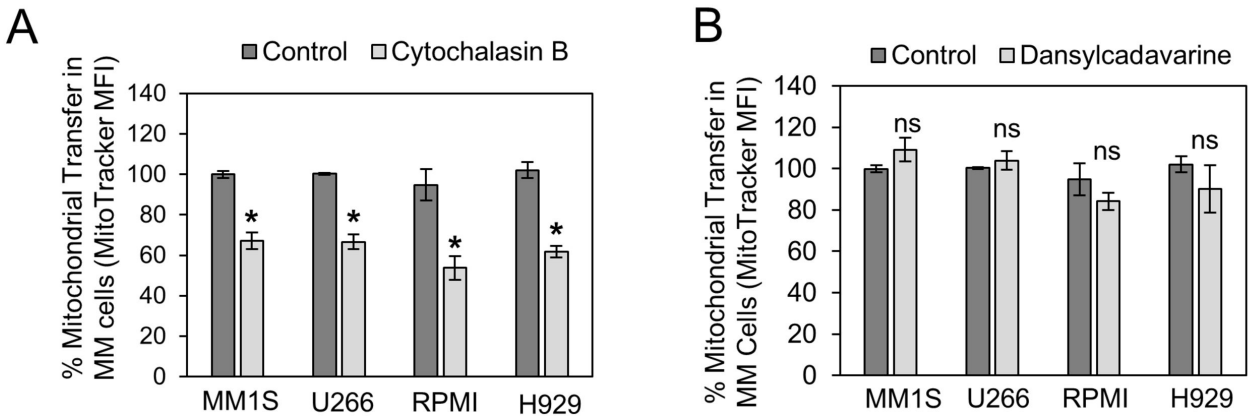 A
Control Cytochalasin B
% Mitochondrial Transfer in
MM cells (MitoTracker MFI)
140
120
100
80
60
40
20
0
*
*
*
*
MM1S U266 RPMI H929
B
Control Dansylcadavarine
% Mitochondrial Transfer in
MM Cells (MitoTracker MFI)
140
120
100
80
60
40
20
0
ns
ns
ns
ns
MM1S U266 RPMI H929